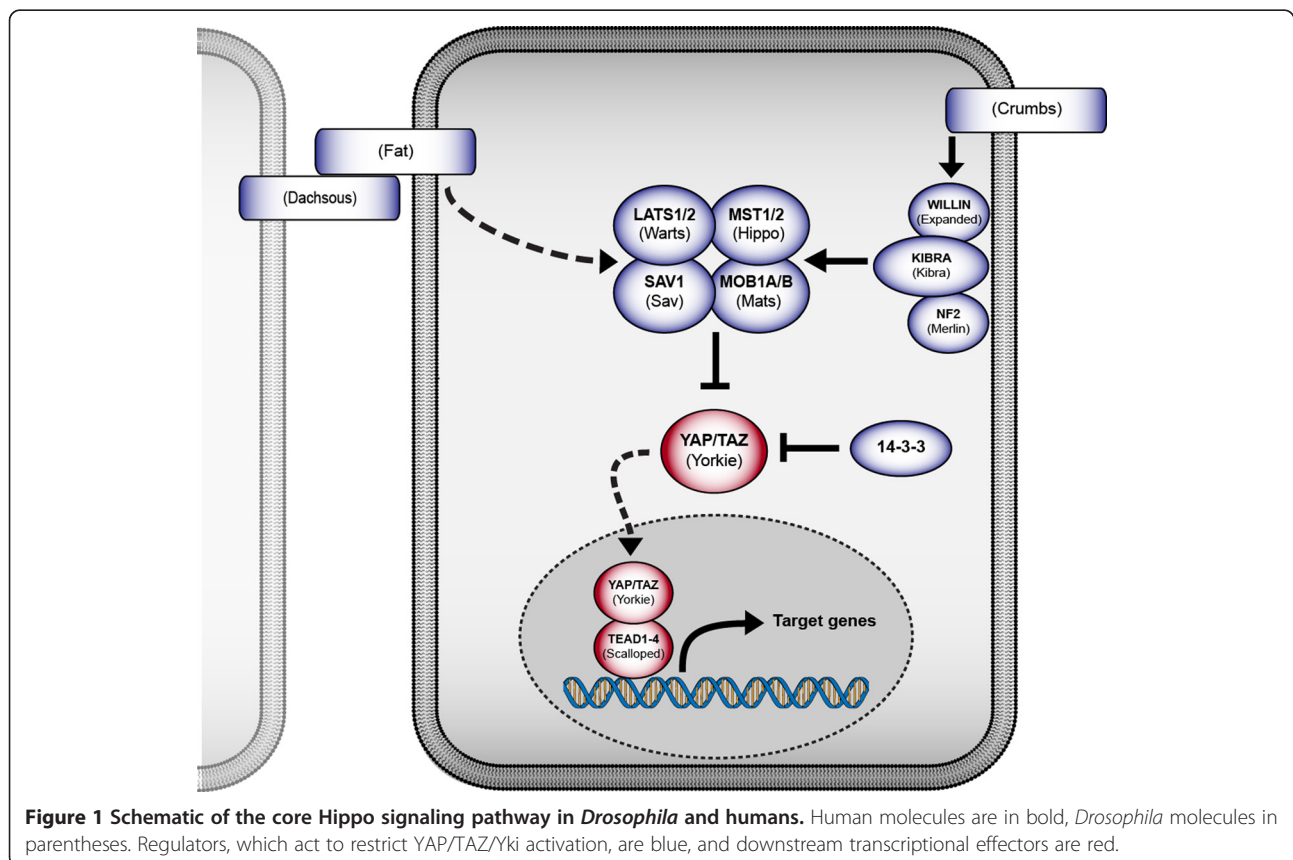 (Crumbs)
(Fat)
(Dachsous)
WILLIN
(Expanded)
LATS1/2
(Warts)
MST1/2
(Hippo)
KIBRA
(Kibra)
SAV1
(Sav)
MOB1A/B
(Mats)
NF2
(Merlin)
YAP/TAZ
(Yorkie)
14-3-3
YAP/TAZ
(Yorkie)
TEAD1-4
(Scalloped)
Target genes
Figure 1 Schematic of the core Hippo signaling pathway in Drosophila and humans. Human molecules are in bold, Drosophila molecules in
parentheses. Regulators, which act to restrict YAP/TAZ/Yki activation, are blue, and downstream transcriptional effectors are red.